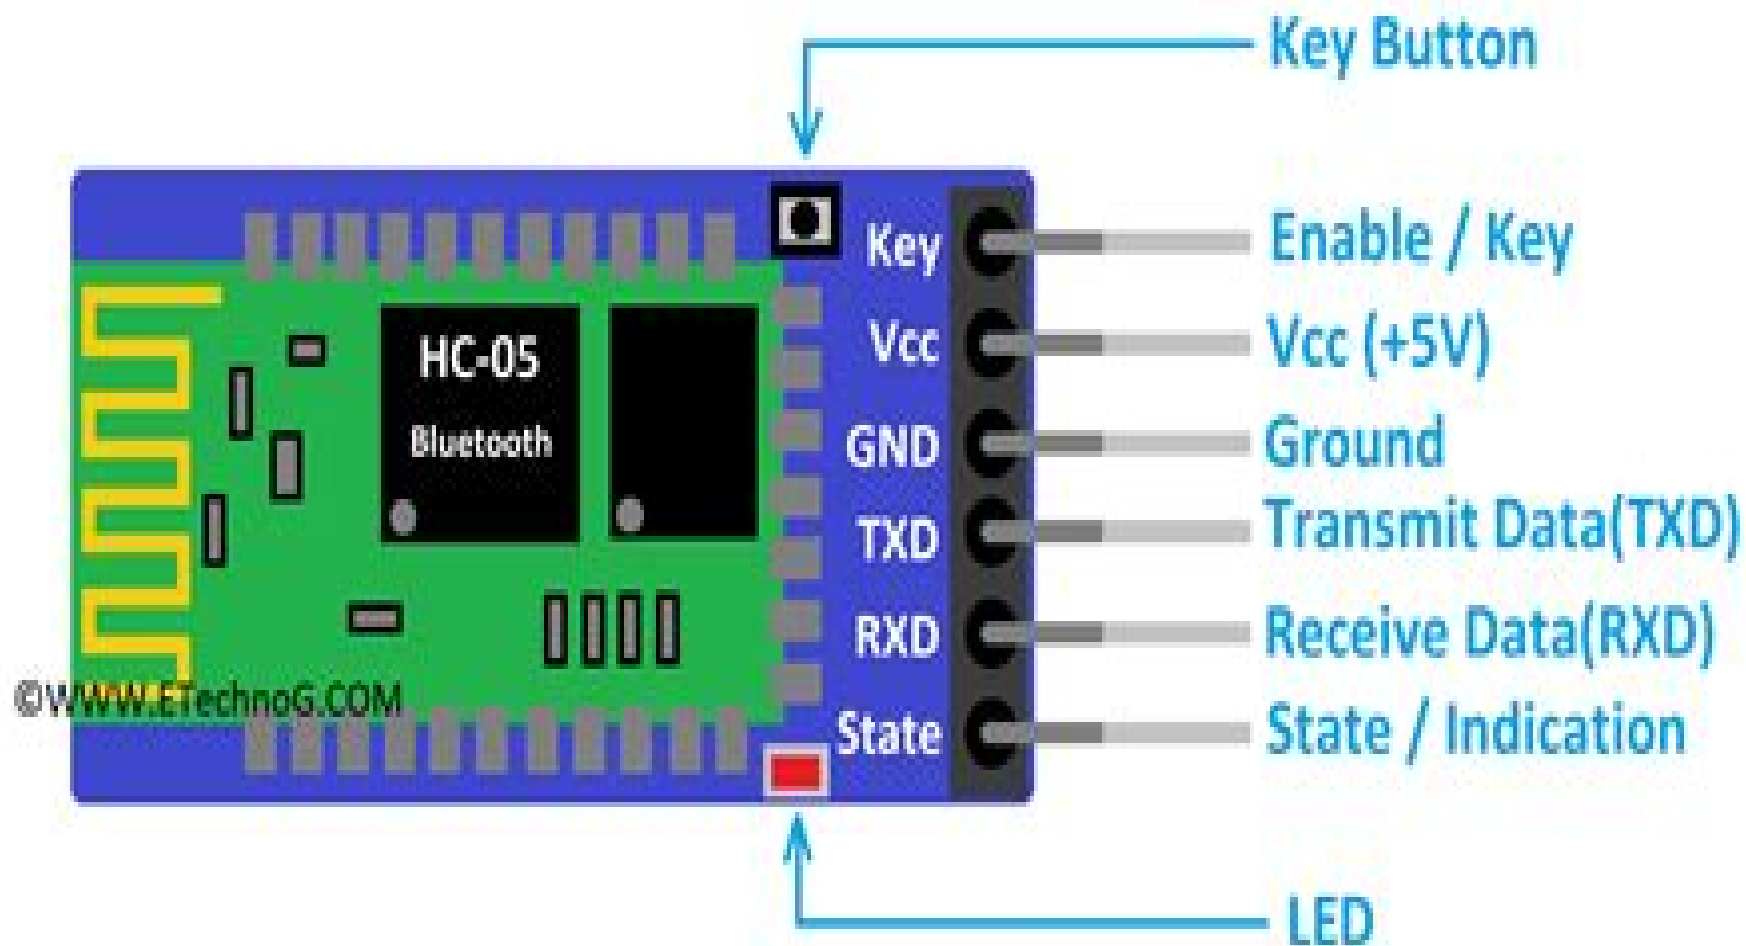 Key Button
Key
Enable / Key
Vcc
Vcc (+5V)
HC-05
Bluetooth
GND
Ground
TXD
Transmit Data(TXD)
RXD
Receive Data(RXD)
©WWW.ETechnoG.COM
State
State / Indication
LED